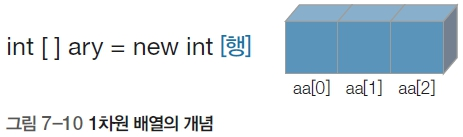 int [ ] ary = new int [행]
aa[0] aa[1] aa[2]
그림 7-10 1차원 배열의 개념